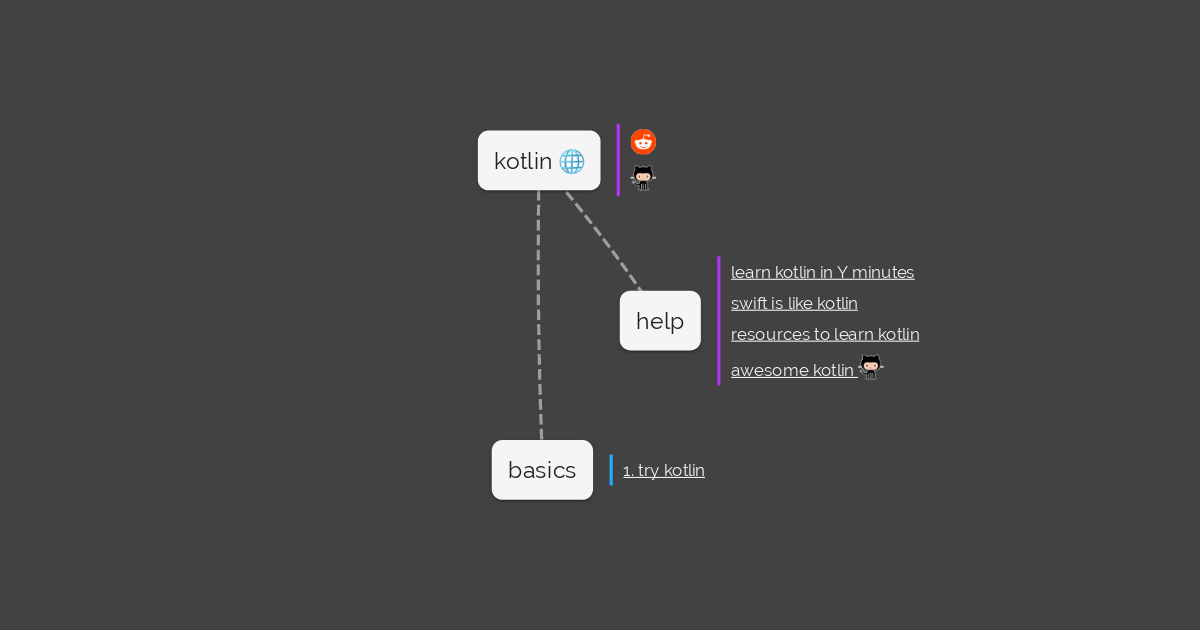 kotlin
learn kotlin in Y minutes
swift is like kotlin
help
resources to learn kotlin
awesome kotlin
basics
1. try kotlin